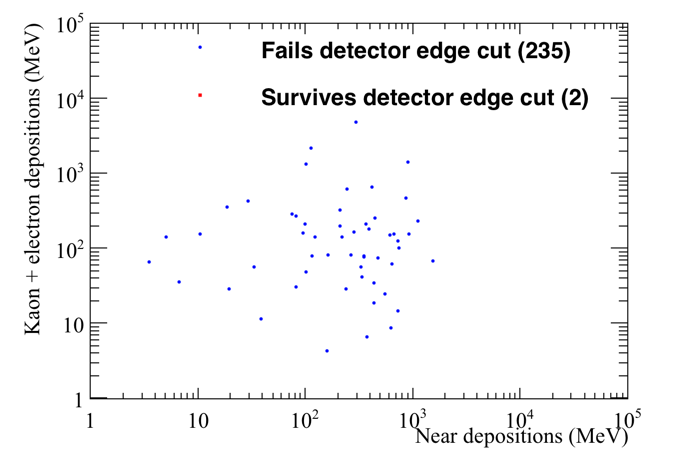 10^5
Fails detector edge cut (235)
10^4
Survives detector edge cut (2)
10^3
10^2
10
1
Kaon + electron depositions (MeV)
1 10 10^2 10^3 10^4 10^5
Near depositions (MeV)